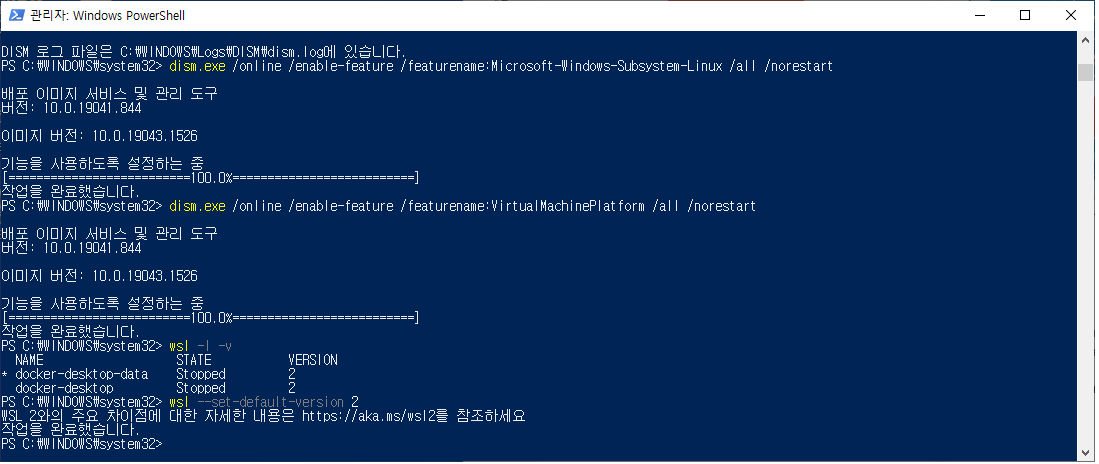 관리자: Windows PowerShell
DISM 로그 파일은 C:₩WINDOWS₩Logs₩DISM₩dism.log에 있습니다.
PS C:₩WINDOWS₩system32> dism.exe /online /enable-feature /featurename:Microsoft-Windows-Subsystem-Linux /all /norestart
배포 이미지 서비스 및 관리 도구
버전: 10.0.19041.844
이미지 버전: 10.0.19043.1526
기능을 사용하도록 설정하는 중
[==========================100.0%==========================]
작업을 완료했습니다.
PS C:₩WINDOWS₩system32> dism.exe /online /enable-feature /featurename:VirtualMachinePlatform /all /norestart
배포 이미지 서비스 및 관리 도구
버전: 10.0.19041.844
이미지 버전: 10.0.19043.1526
기능을 사용하도록 설정하는 중
[==========================100.0%==========================]
작업을 완료했습니다.
PS C:₩WINDOWS₩system32> wsl -l -v
NAME STATE VERSION
* docker-desktop-data Stopped 2
docker-desktop Stopped 2
PS C:₩WINDOWS₩system32> wsl --set-default-version 2
WSL 2와의 주요 차이점에 대한 자세한 내용은 https://aka.ms/wsl2를 참조하세요
작업을 완료했습니다.
PS C:₩WINDOWS₩system32>